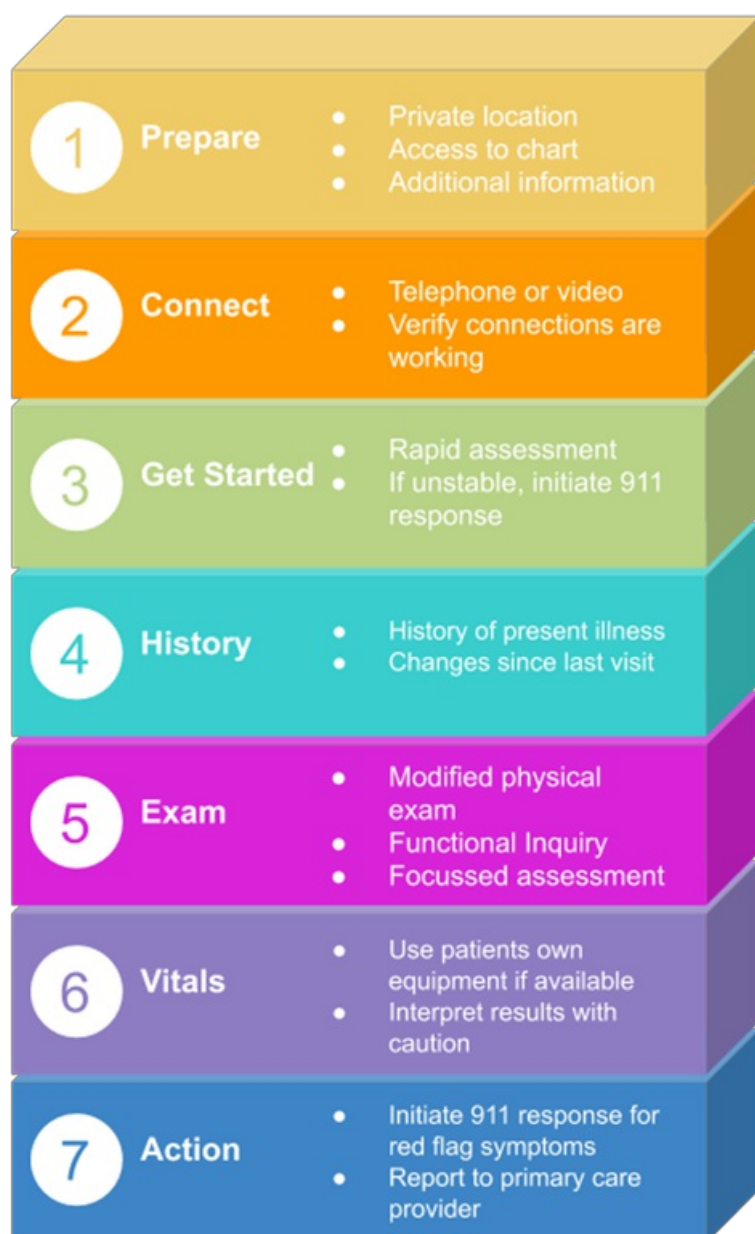 1
Prepare
● Private location
● Access to chart
● Additional information
2
Connect
● Telephone or video
● Verify connections are
working
3
Get Started
● Rapid assessment
● If unstable, initiate 911
response
4
History
● History of present illness
● Changes since last visit
5
Exam
● Modified physical
exam
● Functional Inquiry
● Focussed assessment
6
Vitals
● Use patients own
equipment if available
● Interpret results with
caution
7
Action
● Initiate 911 response for
red flag symptoms
● Report to primary care
provider